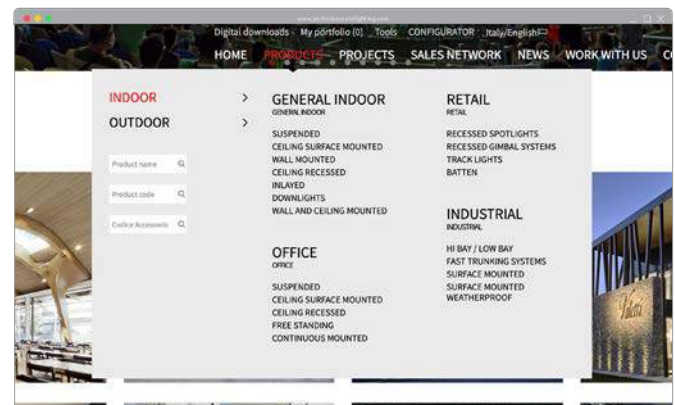 www.performanceinlighting.com
Digital downloads My portfolio (0) Tools CONFIGURATOR Italy/English
HOME PRODUCTS PROJECTS SALES NETWORK NEWS WORK WITH US
INDOOR >
OUTDOOR >
Product name
Product code
Codice Accessorio
GENERAL INDOOR
GENERAL INDOOR
SUSPENDED
CEILING SURFACE MOUNTED
WALL MOUNTED
CEILING RECESSED
INLAYED
DOWNLIGHTS
WALL AND CEILING MOUNTED
OFFICE
OFFICE
SUSPENDED
CEILING SURFACE MOUNTED
CEILING RECESSED
FREE STANDING
CONTINUOUS MOUNTED
RETAIL
RETAIL
RECESSED SPOTLIGHTS
RECESSED GIMBAL SYSTEMS
TRACK LIGHTS
BATTEN
INDUSTRIAL
INDUSTRIAL
HI BAY / LOW BAY
FAST TRUNKING SYSTEMS
SURFACE MOUNTED
SURFACE MOUNTED
WEATHERPROOF